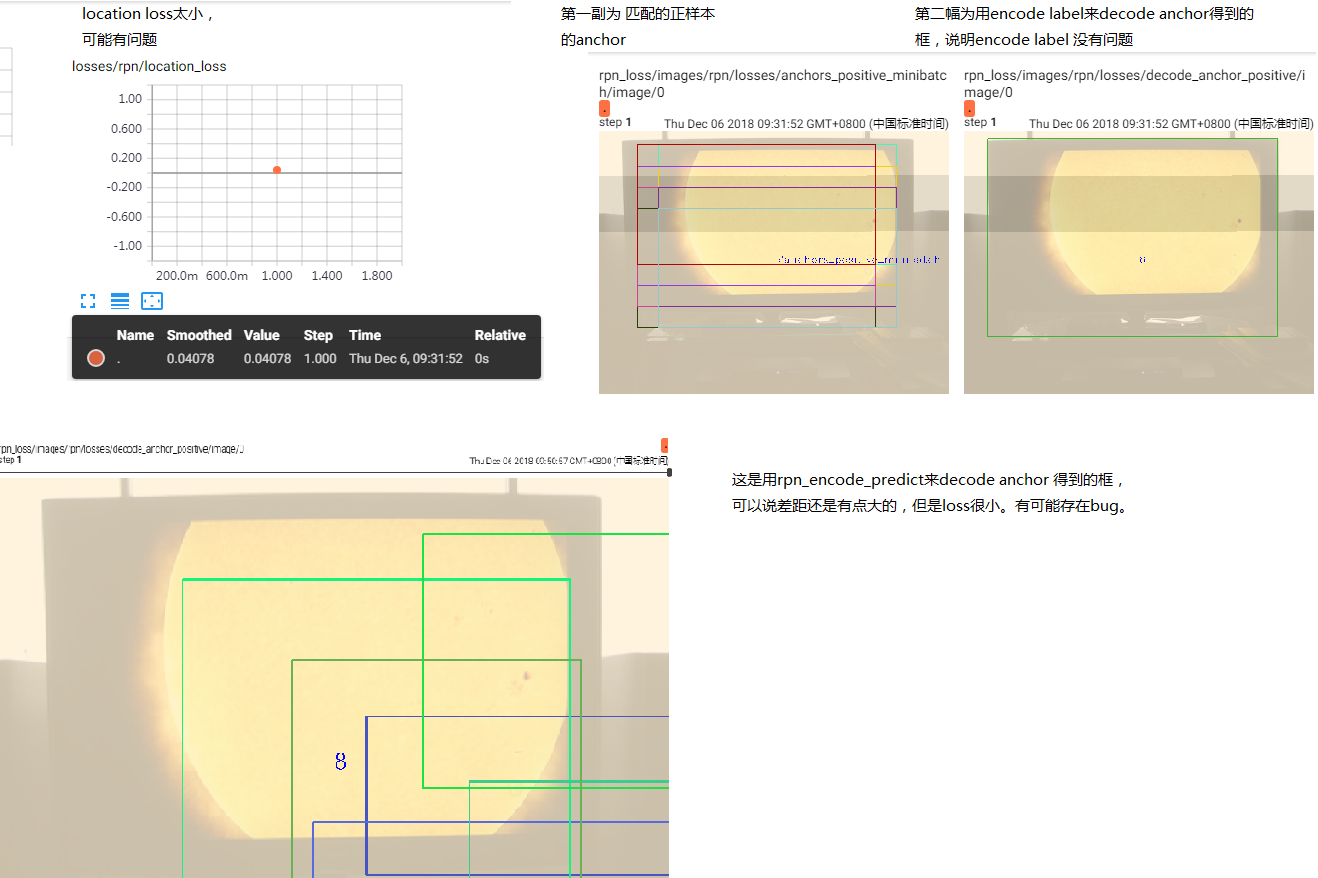 location loss太小，
可能有问题
losses/rpn/location_loss
1.00
0.600
0.200
-0.200
-0.600
-1.00
200.0m 600.0m 1.000 1.400 1.800
Name Smoothed Value Step Time Relative
. 0.04078 0.04078 1.000 Thu Dec 6, 09:31:52 0s
第一副为 匹配的正样本
的anchor
rpn_loss/images/rpn/losses/anchors_positive_minibatc
h/image/0
step 1 Thu Dec 06 2018 09:31:52 GMT+0800 (中国标准时间)
第二幅为用encode label来decode anchor得到的
框，说明encode label 没有问题
rpn_loss/images/rpn/losses/decode_anchor_positive/i
mage/0
step 1 Thu Dec 06 2018 09:31:52 GMT+0800 (中国标准时间)
8
rpn_loss/images/rpn/losses/decode_anchor_positive/image/0
step 1 Thu Dec 06 2018 09:50:57 GMT+0800 (中国标准时间)
8
这是用rpn_encode_predict来decode anchor 得到的框，
可以说差距还是有点大的，但是loss很小。有可能存在bug。